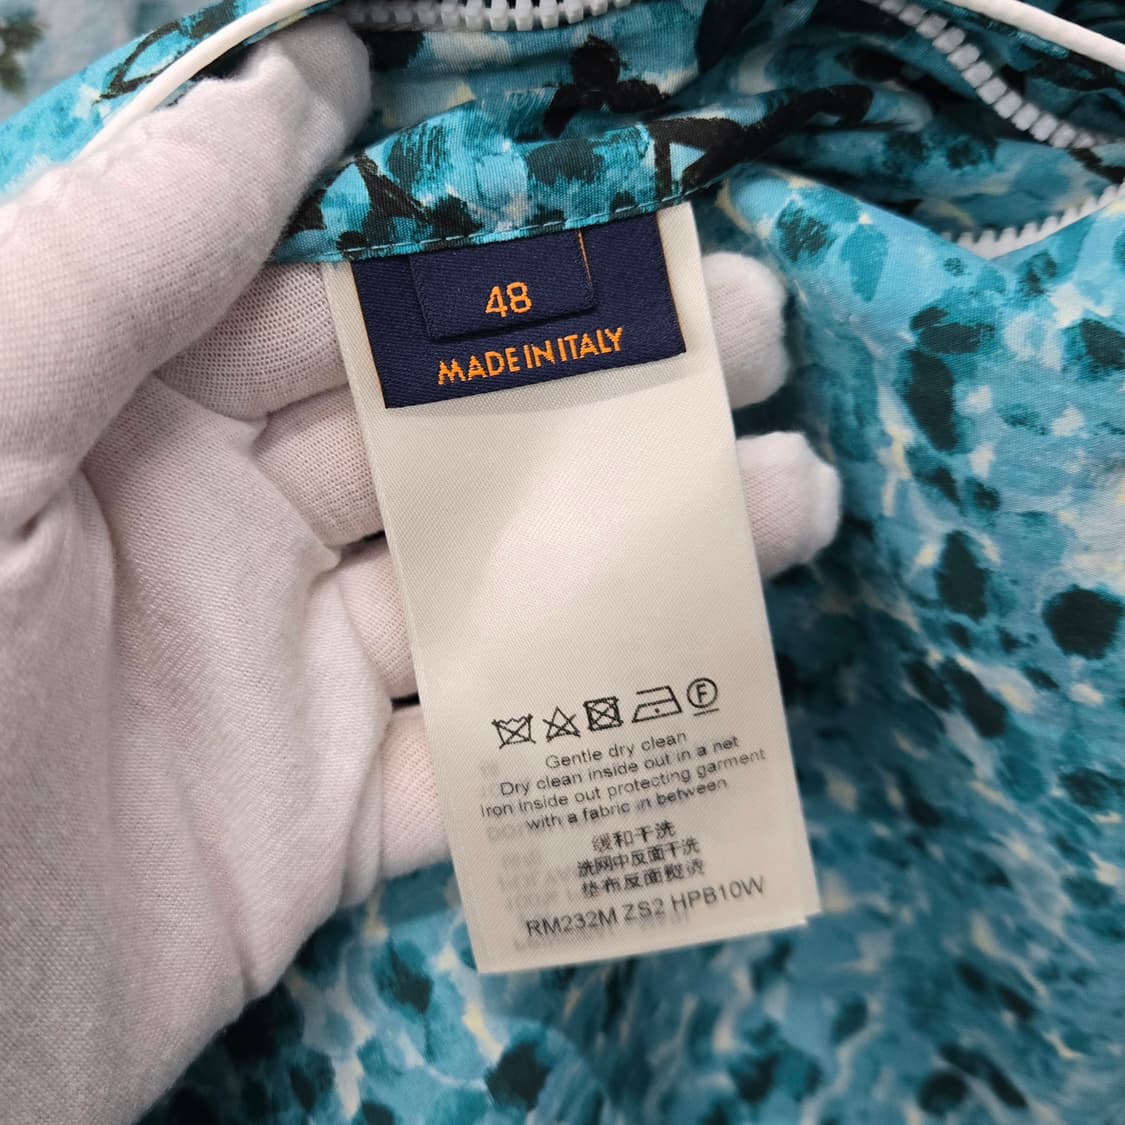 48
MADE IN ITALY
F
Gentle dry clean
Dry clean inside out in a net
Iron inside out protecting garment
with a fabric in between
缓和干洗
洗网中反面干洗
垫布反面熨烫
RM232M ZS2 HPB10W